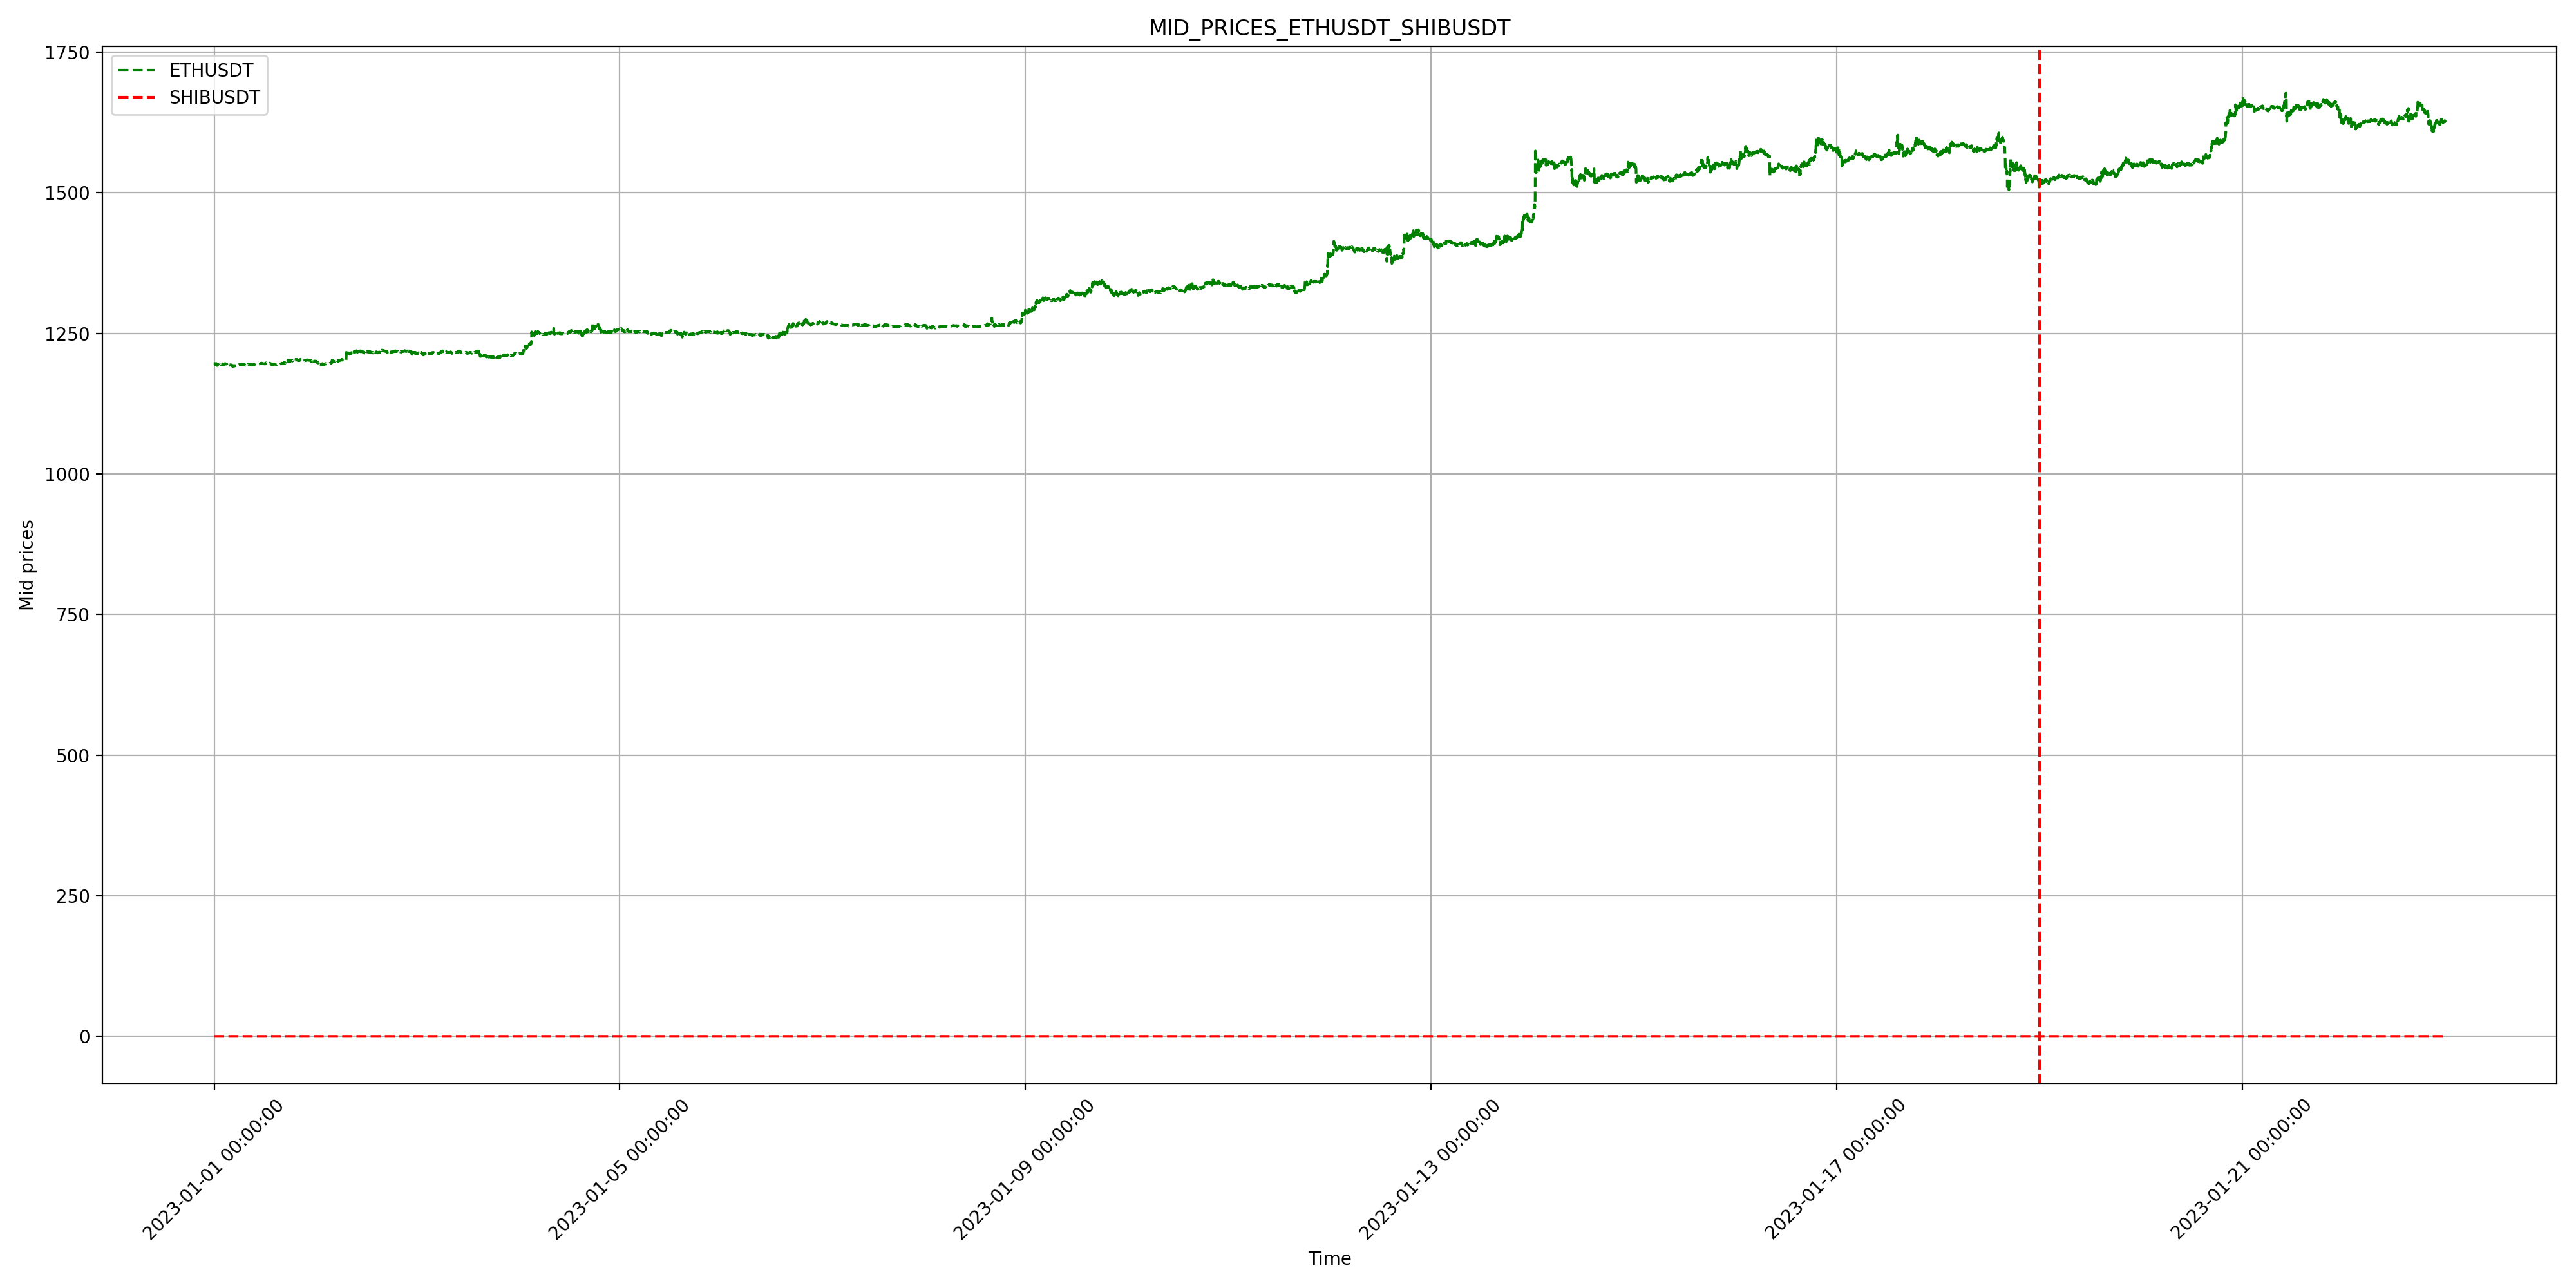 MID_PRICES_ETHUSDT_SHIBUSDT
ETHUSDT
SHIBUSDT
Mid prices
1750
1500
1250
1000
750
500
250
0
2023-01-01 00:00:00
2023-01-05 00:00:00
2023-01-09 00:00:00
2023-01-13 00:00:00
2023-01-17 00:00:00
2023-01-21 00:00:00
Time